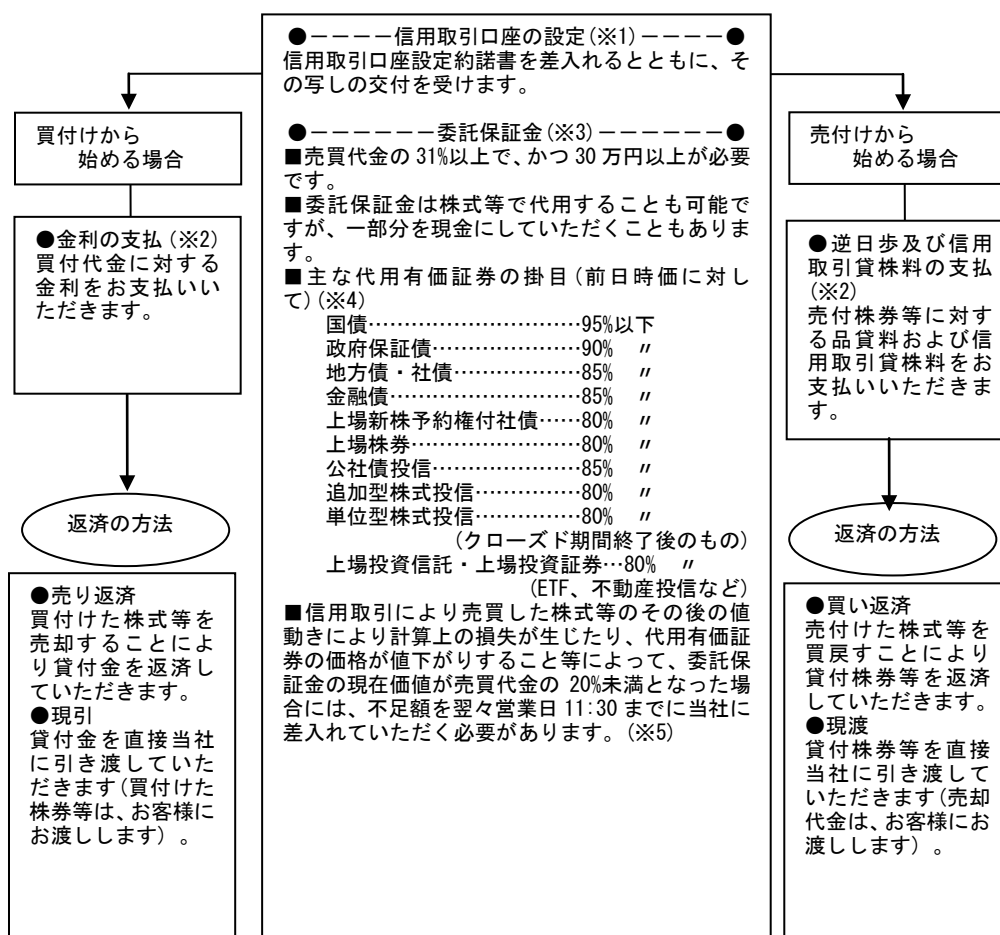 ●－－－－信用取引口座の設定(※1)－－－－●
信用取引口座設定約諾書を差入れるとともに、そ
の写しの交付を受けます。
●－－－－－－委託保証金(※3)－－－－－－●
■売買代金の 31%以上で、かつ 30 万円以上が必要
です。
■委託保証金は株式等で代用することも可能で
すが、一部分を現金にしていただくこともありま
す。
■主な代用有価証券の掛目(前日時価に対し
て)(※4)
国債…………………………95%以下
政府保証債…………………90% 〃
地方債・社債………………85% 〃
金融債………………………85% 〃
上場新株予約権付社債……80% 〃
上場株券……………………80% 〃
公社債投信…………………85% 〃
追加型株式投信……………80% 〃
単位型株式投信……………80% 〃
(クローズド期間終了後のもの)
上場投資信託・上場投資証券…80% 〃
(ETF、不動産投信など)
■信用取引により売買した株式等のその後の値
動きにより計算上の損失が生じたり、代用有価証
券の価格が値下がりすること等によって、委託保
証金の現在価値が売買代金の 20%未満となった場
合には、不足額を翌々営業日 11:30 までに当社に
差入れていただく必要があります。(※5)
買付けから
始める場合
●金利の支払(※2)
買付代金に対する
金利をお支払いい
ただきます。
返済の方法
●売り返済
買付けた株式等を
売却することによ
り貸付金を返済し
ていただきます。
●現引
貸付金を直接当社
に引き渡していた
だきます(買付けた
株券等は、お客様に
お渡しします) 。
売付けから
始める場合
●逆日歩及び信用
取引貸株料の支払
(※2)
売付株券等に対す
る品貸料および信
用取引貸株料をお
支払いいただきま
す。
返済の方法
●買い返済
売付けた株式等を
買戻すことにより
貸付株券等を返済
していただきます。
●現渡
貸付株券等を直接
当社に引き渡して
いただきます(売却
代金は、お客様にお
渡しします) 。